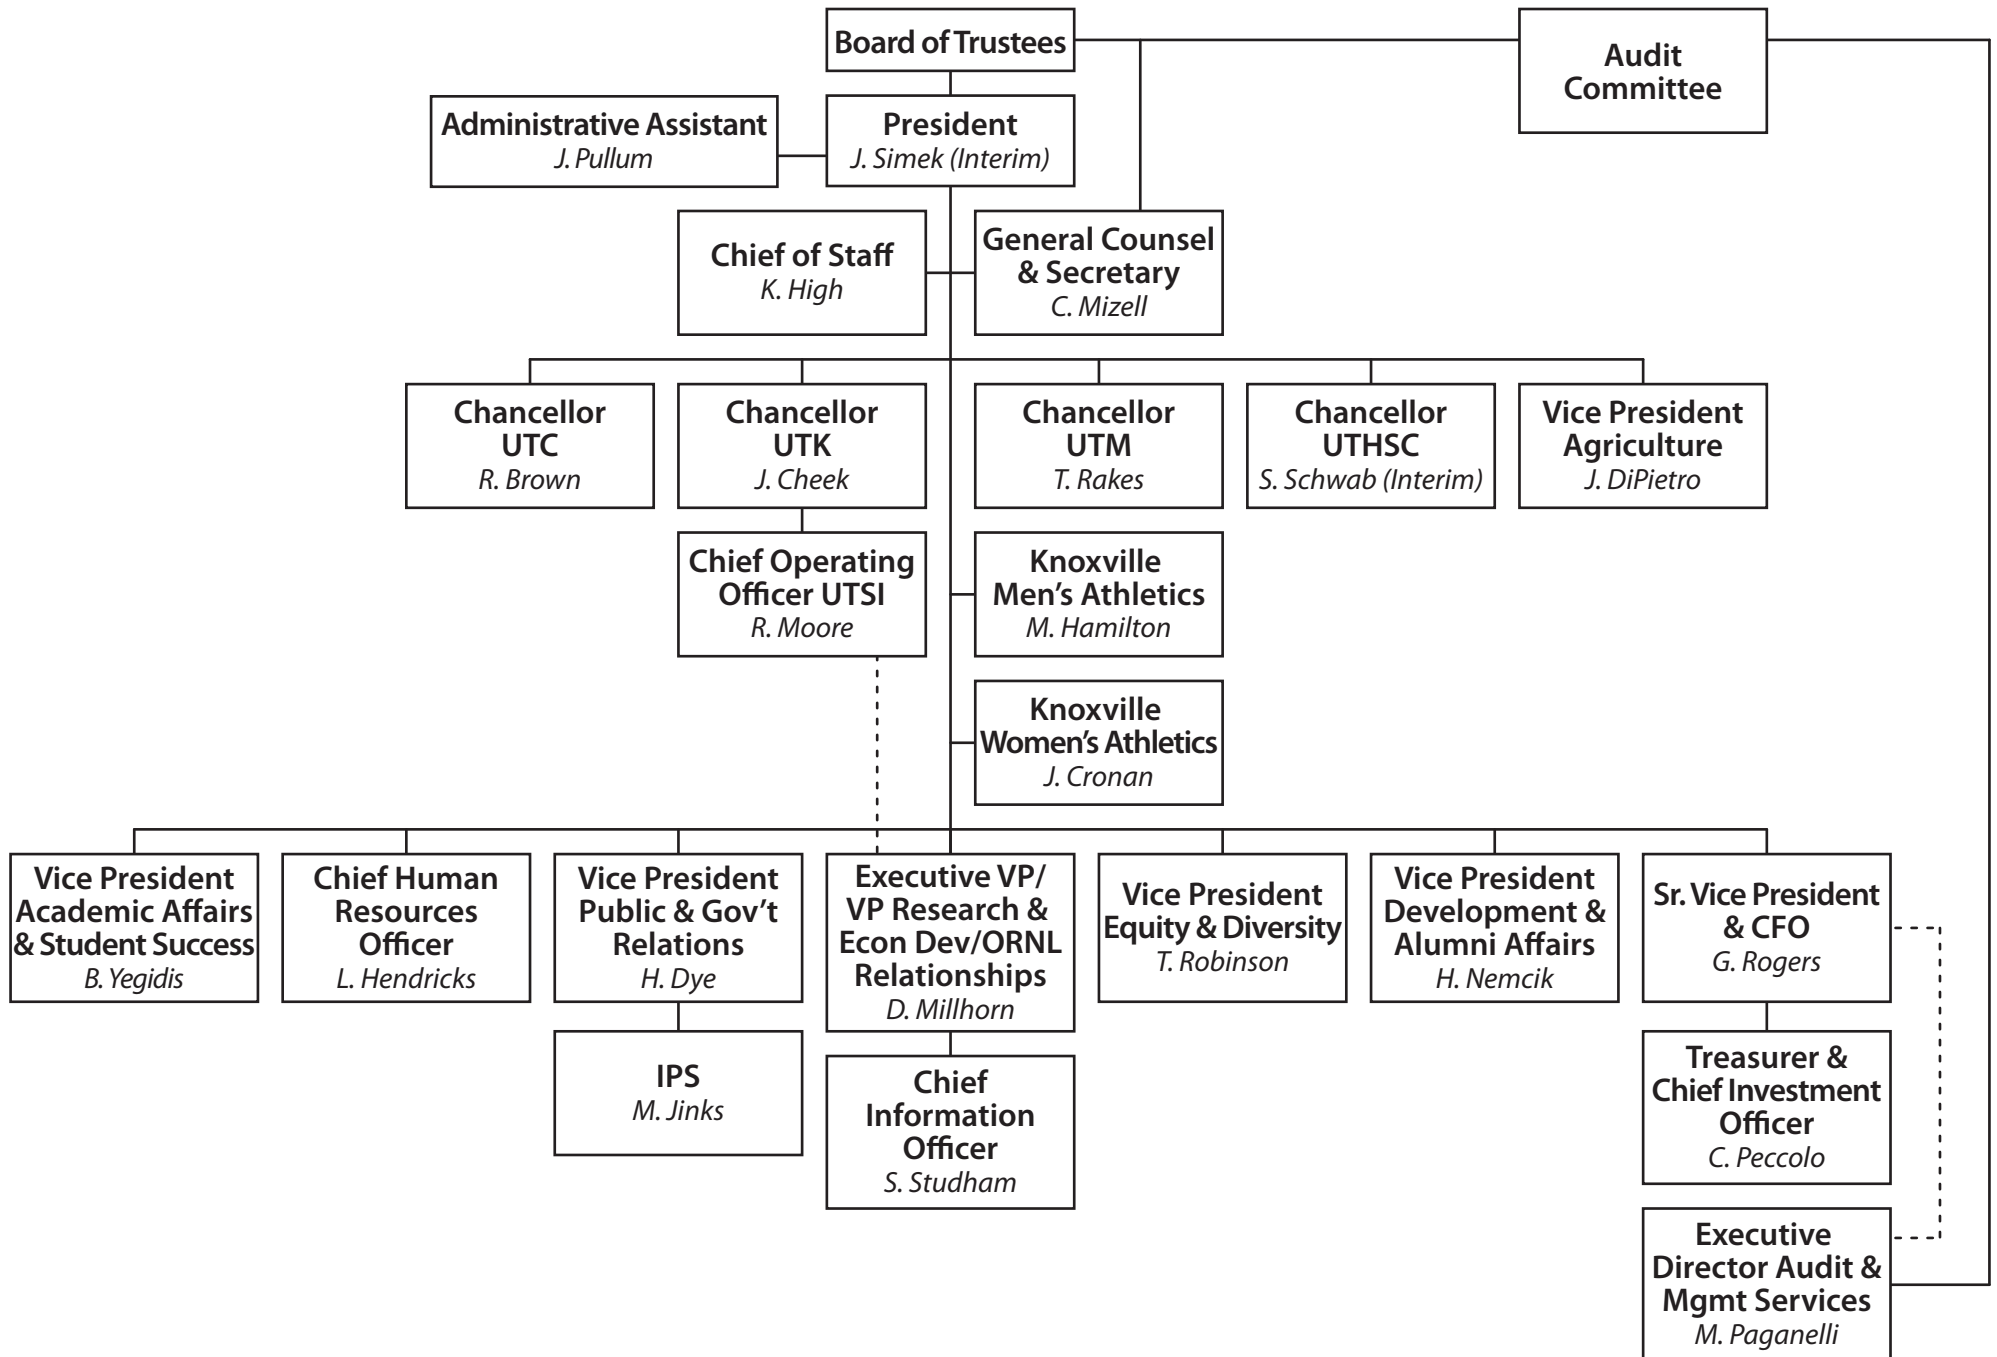 Board of Trustees
Audit
Committee
Administrative Assistant
J. Pullum
President
J. Simek (Interim)
Chief of Staff
K. High
General Counsel
& Secretary
C. Mizell
Chancellor
UTC
R. Brown
Chancellor
UTK
J. Cheek
Chancellor
UTM
T. Rakes
Chancellor
UTHSC
S. Schwab (Interim)
Vice President
Agriculture
J. DiPietro
Chief Operating
Officer UTSI
R. Moore
Knoxville
Men's Athletics
M. Hamilton
Knoxville
Women's Athletics
J. Cronan
Vice President
Academic Affairs
& Student Success
B. Yegidis
Chief Human
Resources
Officer
L. Hendricks
Vice President
Public & Gov't
Relations
H. Dye
Executive VP/
VP Research &
Econ Dev/ORNL
Relationships
D. Millhorn
Vice President
Equity & Diversity
T. Robinson
Vice President
Development &
Alumni Affairs
H. Nemcik
Sr. Vice President
& CFO
G. Rogers
IPS
M. Jinks
Chief
Information
Officer
S. Studham
Treasurer &
Chief Investment
Officer
C. Peccolo
Executive
Director Audit &
Mgmt Services
M. Paganelli